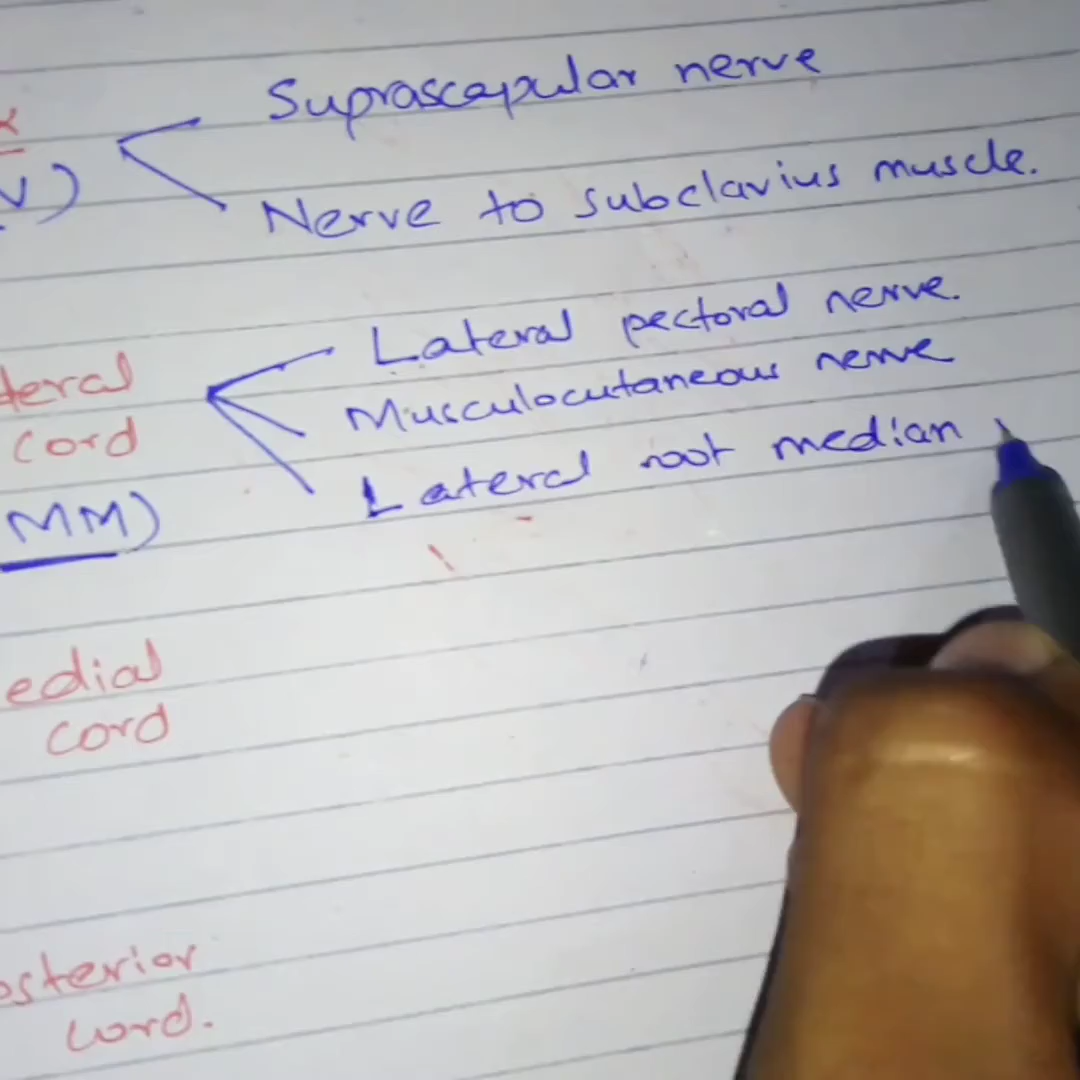 Suprascapular nerve
Nerve to subclavius muscle.
Lateral pectoral nerve.
teral
cord
Musculocutaneous nerve
Lateral root median
MM)
edial
cord
osterior
cord.